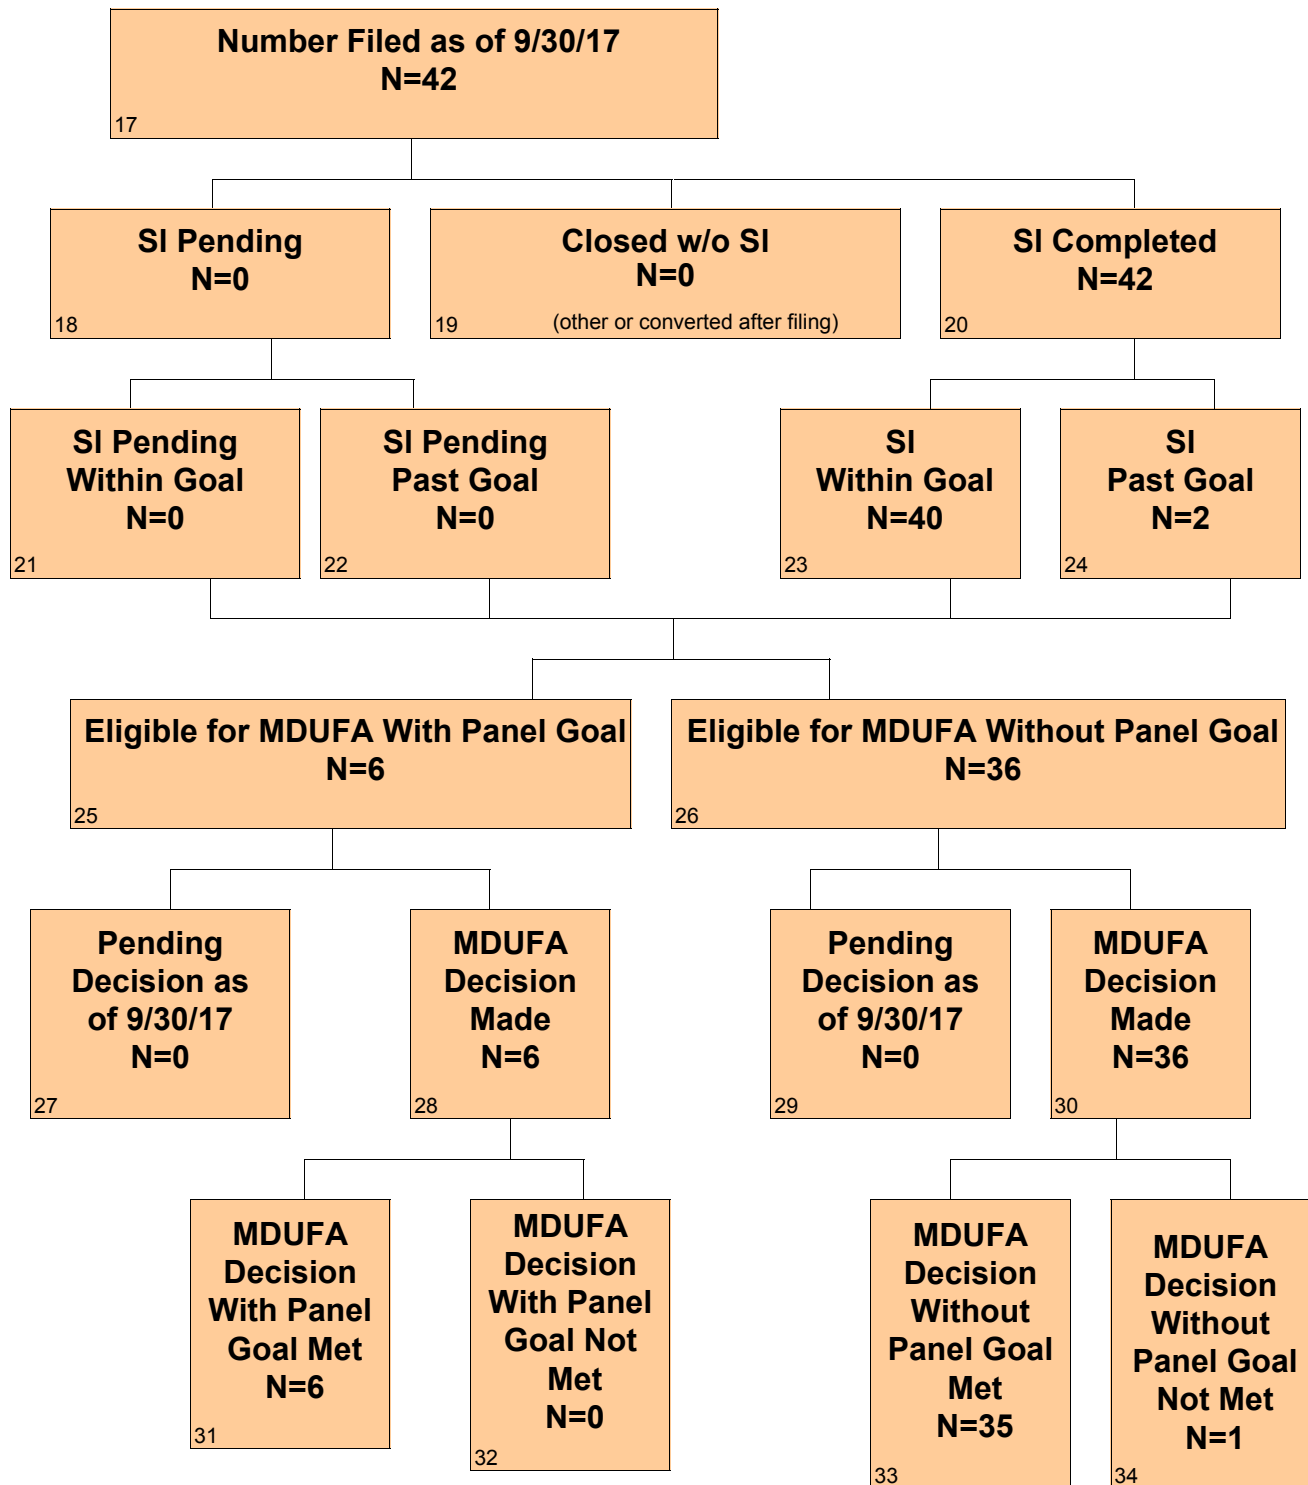 Number Filed as of 9/30/17
N=42
17
SI Pending
N=0
18
Closed w/o SI
N=0
(other or converted after filing)
19
SI Completed
N=42
20
SI Pending
Within Goal
N=0
21
SI Pending
Past Goal
N=0
22
SI
Within Goal
N=40
23
SI
Past Goal
N=2
24
Eligible for MDUFA With Panel Goal
N=6
25
Eligible for MDUFA Without Panel Goal
N=36
26
Pending
Decision as
of 9/30/17
N=0
27
MDUFA
Decision
Made
N=6
28
Pending
Decision as
of 9/30/17
N=0
29
MDUFA
Decision
Made
N=36
30
MDUFA
Decision
With Panel
Goal Met
N=6
31
MDUFA
Decision
With Panel
Goal Not
Met
N=0
32
MDUFA
Decision
Without
Panel Goal
Met
N=35
33
MDUFA
Decision
Without
Panel Goal
Not Met
N=1
34